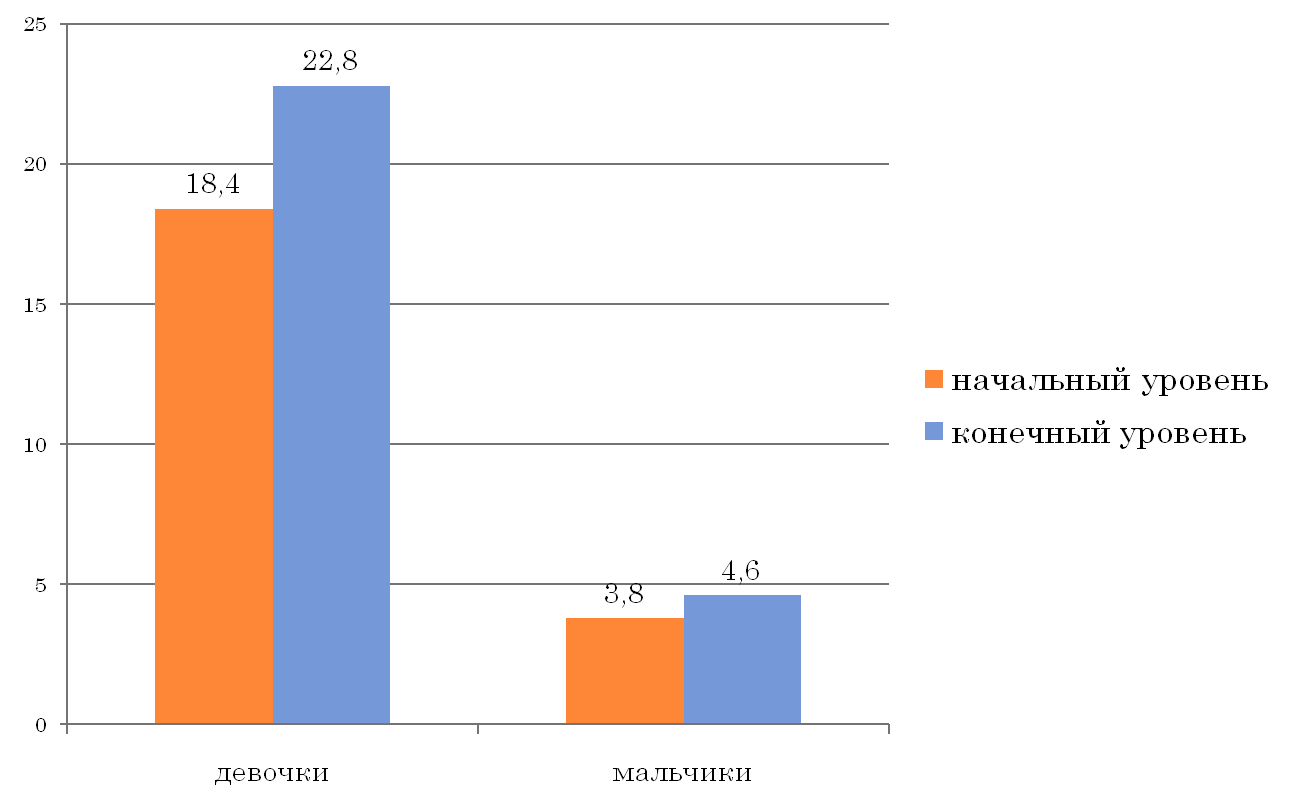 25
22,8
20
18,4
15
начальный уровень
конечный уровень
10
5
3,8
4,6
0
девочки
мальчики